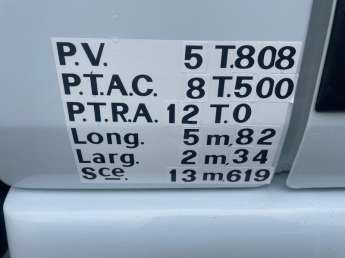 P.V. 5 T.808
P.T.A.C. 8 T.500
P.T.R.A. 12 T.0
Long. 5 m.82
Larg. 2 m.34
Sce. 13 m619